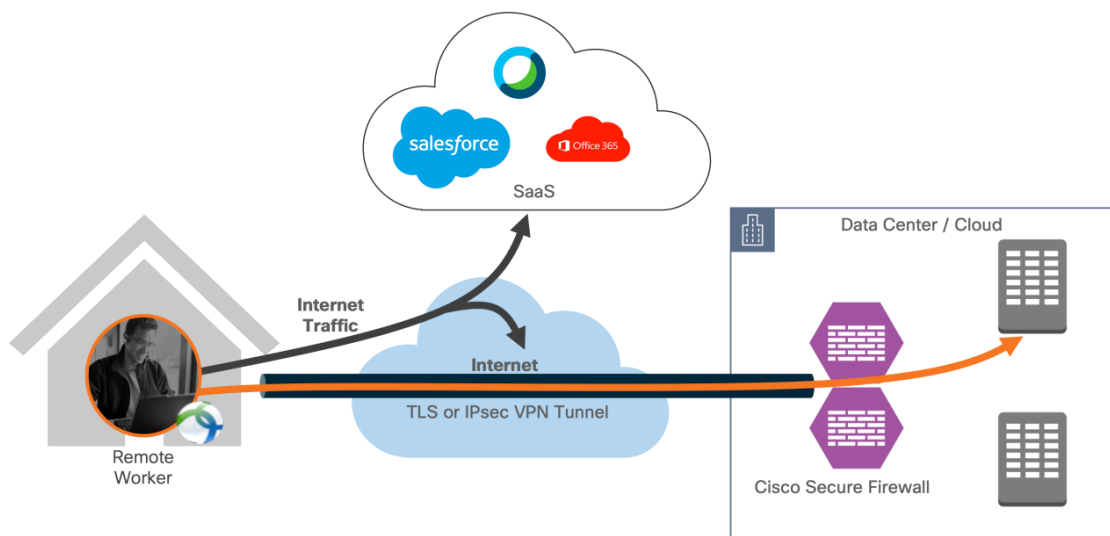 salesforce
Office 365
SaaS
Data Center / Cloud
Internet
Traffic
Internet
TLS or IPsec VPN Tunnel
Remote
Worker
Cisco Secure Firewall